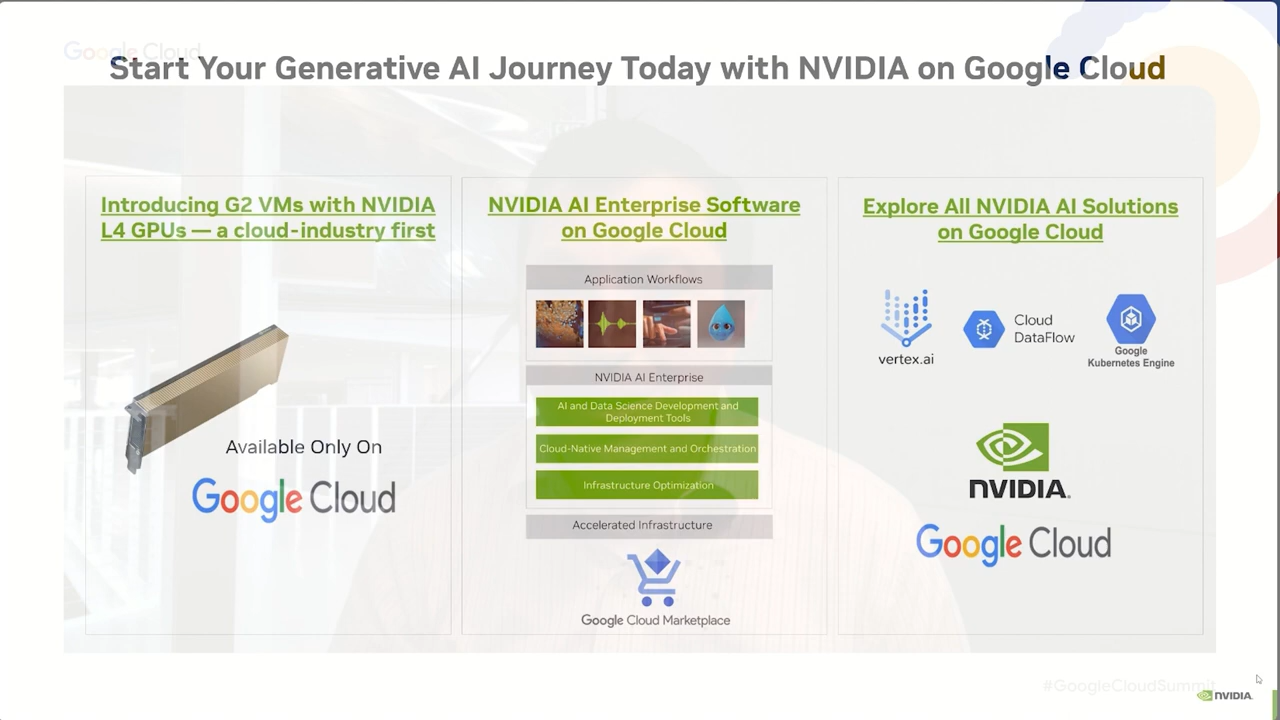 Google Cloud
Start Your Generative AI Journey Today with NVIDIA on Google Cloud
Introducing G2 VMs with NVIDIA
L4 GPUs — a cloud-industry first
Available Only On
Google Cloud
NVIDIA AI Enterprise Software
on Google Cloud
Application Workflows
NVIDIA AI Enterprise
AI and Data Science Development and
Deployment Tools
Cloud-Native Management and Orchestration
Infrastructure Optimization
Accelerated Infrastructure
Google Cloud Marketplace
Explore All NVIDIA AI Solutions
on Google Cloud
vertex.ai
Cloud
DataFlow
Google
Kubernetes Engine
NVIDIA.
Google Cloud
#GoogleCloudSummit
NVIDIA.